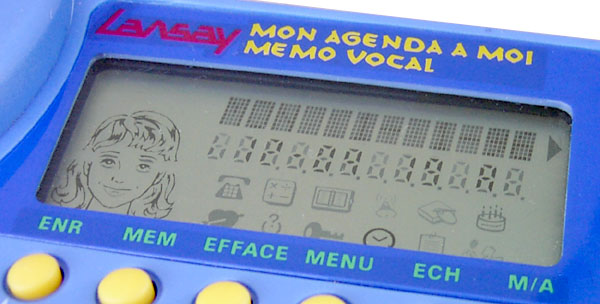 Lansay
MON AGENDA A MOI
MEMO VOCAL
ENR MEM EFFACE MENU ECH M/A